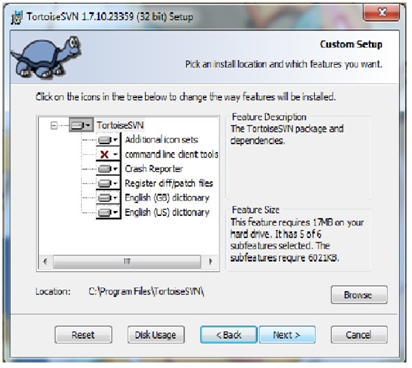 TortoiseSVN 1.7.10.23359 (32 bit) Setup
Custom Setup
Pick an install location and which features you want.
Click on the icons in the tree below to change the way features will be installed.
TortoiseSVN
Additional icon sets
command line client tools
Crash Reporter
Register diff/patch files
English (GB) dictionary
English (US) dictionary
Feature Description
The TortoiseSVN package and
dependencies.
Feature Size
This feature requires 17MB on your
hard drive. It has 5 of 6
subfeatures selected. The
subfeatures require 6021KB.
Location: C:\Program Files\TortoiseSVN\
Browse
Reset Disk Usage < Back Next > Cancel